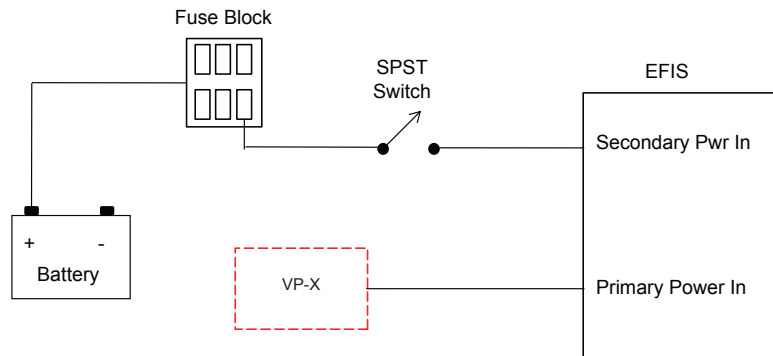 Fuse Block
SPST
Switch
EFIS
Secondary Pwr In
+ -
Battery
VP-X
Primary Power In